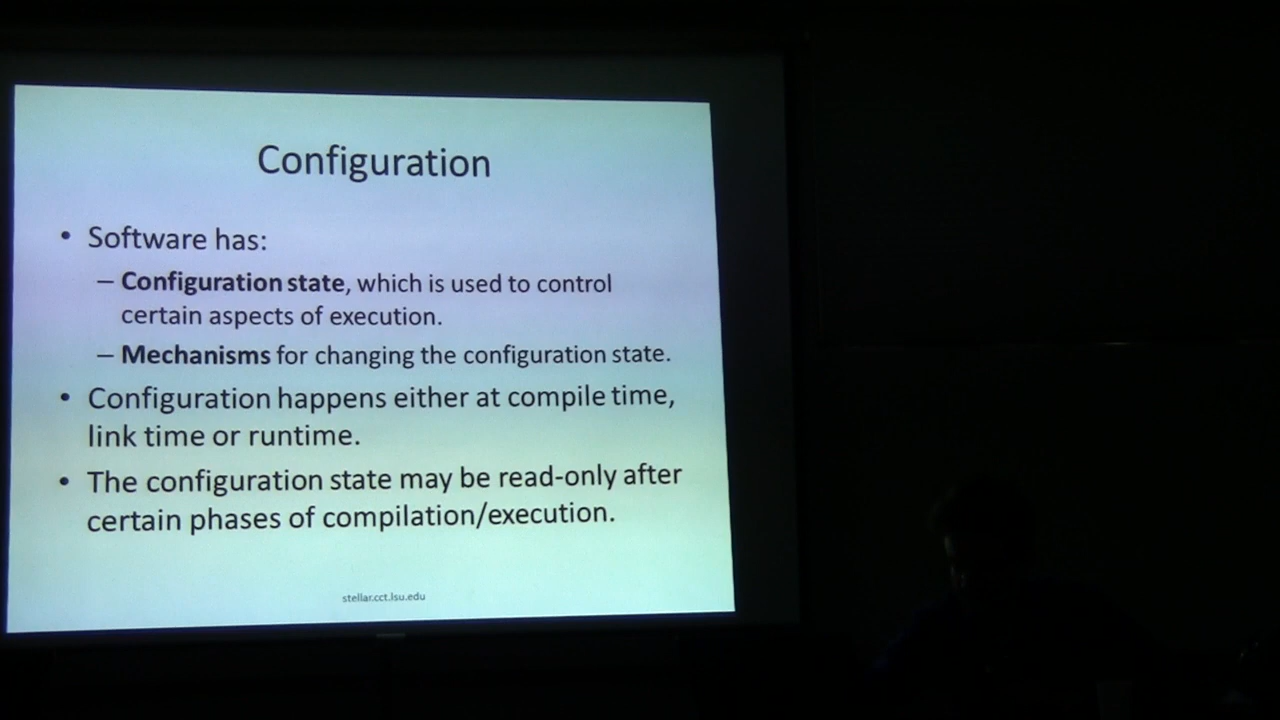 Configuration
• Software has:
– Configuration state, which is used to control
certain aspects of execution.
– Mechanisms for changing the configuration state.
• Configuration happens either at compile time,
link time or runtime.
• The configuration state may be read-only after
certain phases of compilation/execution.
stellar.cct.lsu.edu